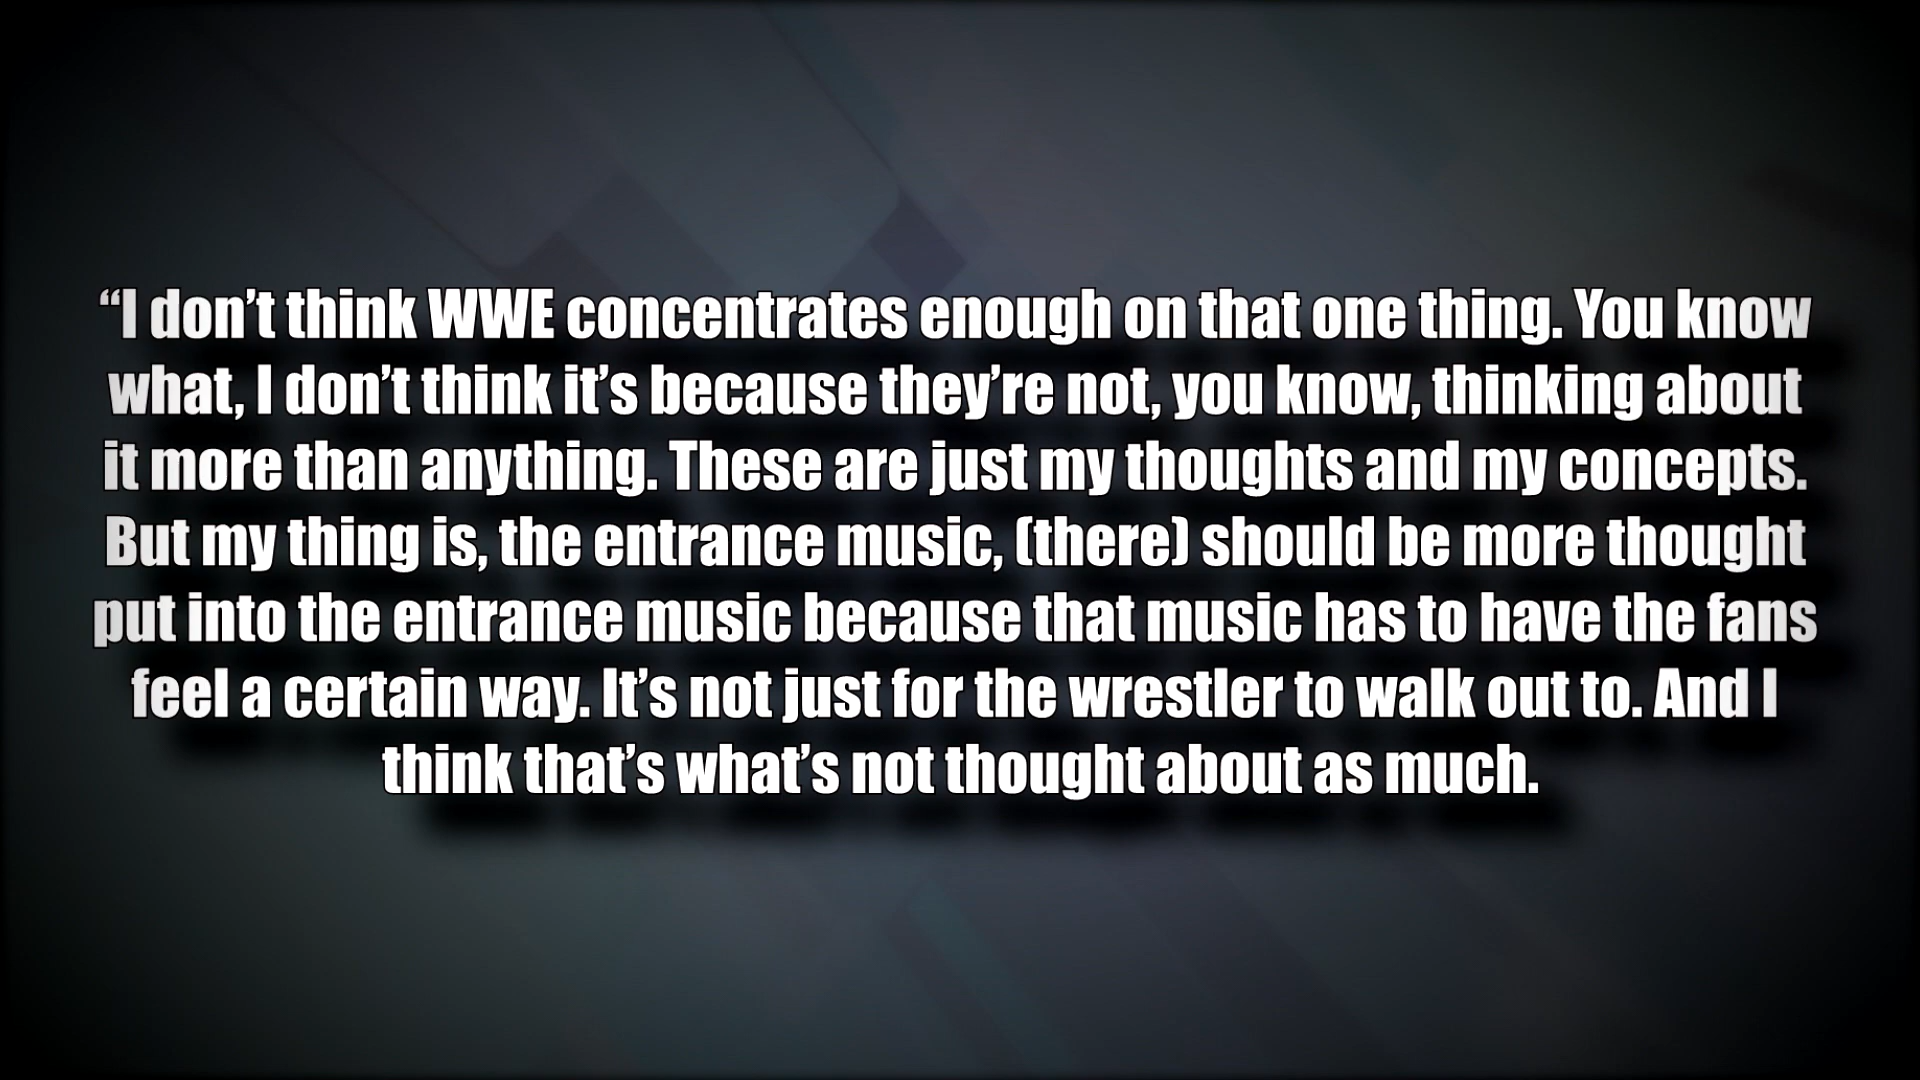 “I don’t think WWE concentrates enough on that one thing. You know
what, I don’t think it’s because they’re not, you know, thinking about
it more than anything. These are just my thoughts and my concepts.
But my thing is, the entrance music, (there) should be more thought
put into the entrance music because that music has to have the fans
feel a certain way. It’s not just for the wrestler to walk out to. And I
think that’s what’s not thought about as much.